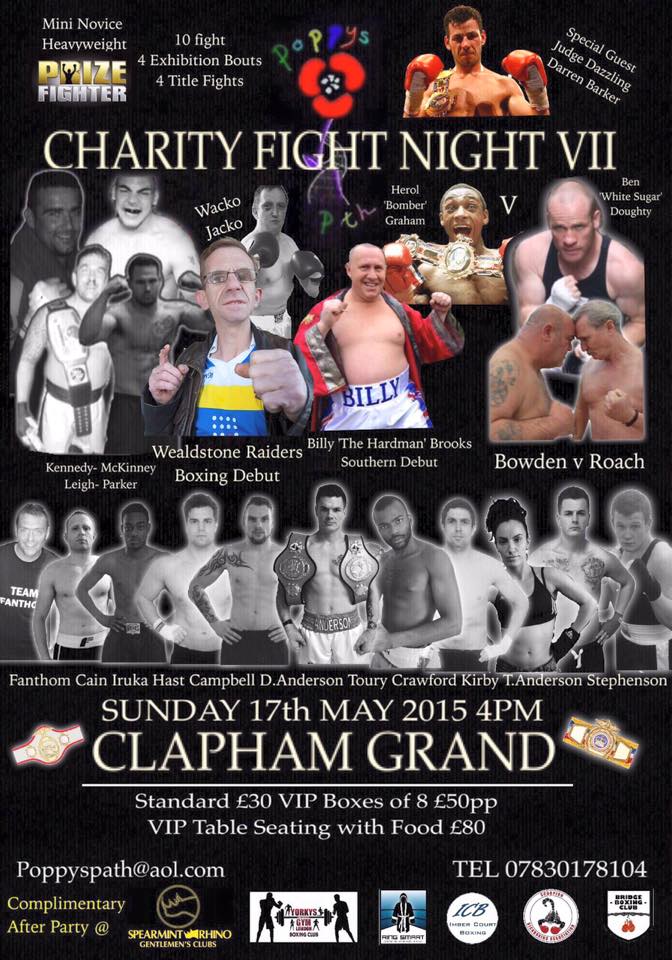 Mini Novice
Heavyweight
PRIZE
FIGHTER
10 fight
4 Exhibition Bouts
4 Title Fights
Poppys
Pth
Special Guest
Judge Dazzling
Darren Barker
CHARITY FIGHT NIGHT VII
Wacko
Jacko
Herol
'Bomber'
Graham
V
Ben
'White Sugar'
Doughty
BILLY
Kennedy- McKinney
Leigh- Parker
Wealdstone Raiders
Boxing Debut
Billy 'The Hardman' Brooks
Southern Debut
Bowden v Roach
TEAM
FANTHO
ANDERSON
Fanthom Cain Iruka Hast Campbell D.Anderson Toury Crawford Kirby T.Anderson Stephenson
SUNDAY 17th MAY 2015 4PM
CLAPHAM GRAND
Standard £30 VIP Boxes of 8 £50pp
VIP Table Seating with Food £80
Poppyspath@aol.com
TEL 07830178104
Complimentary
After Party @
SPEARMINT RHINO
GENTLEMEN'S CLUBS
YORKYS
GYM
LONDON
BOXING CLUB
RING SMART
ICB
IMBER COURT
BOXING
BRIDGE
BOXING
CLUB